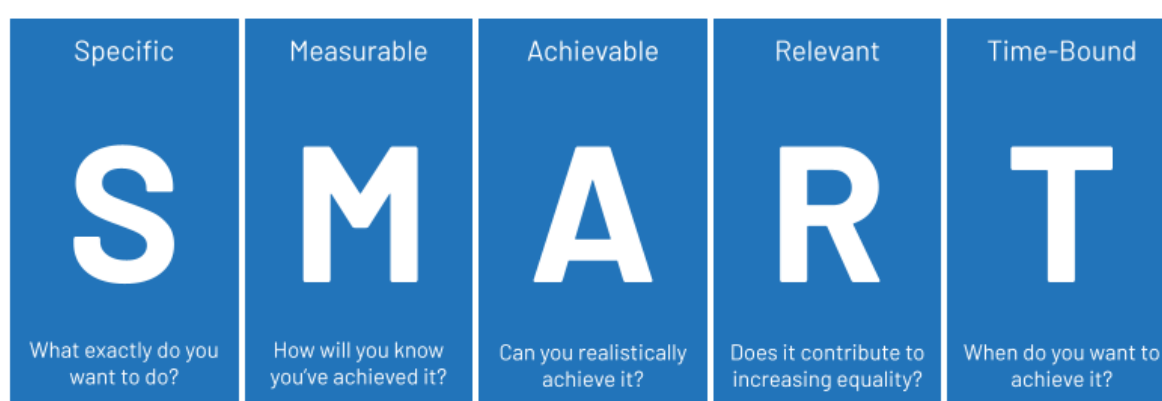 Specific
S
What exactly do you
want to do?
Measurable
M
How will you know
you've achieved it?
Achievable
A
Can you realistically
achieve it?
Relevant
R
Does it contribute to
increasing equality?
Time-Bound
T
When do you want to
achieve it?